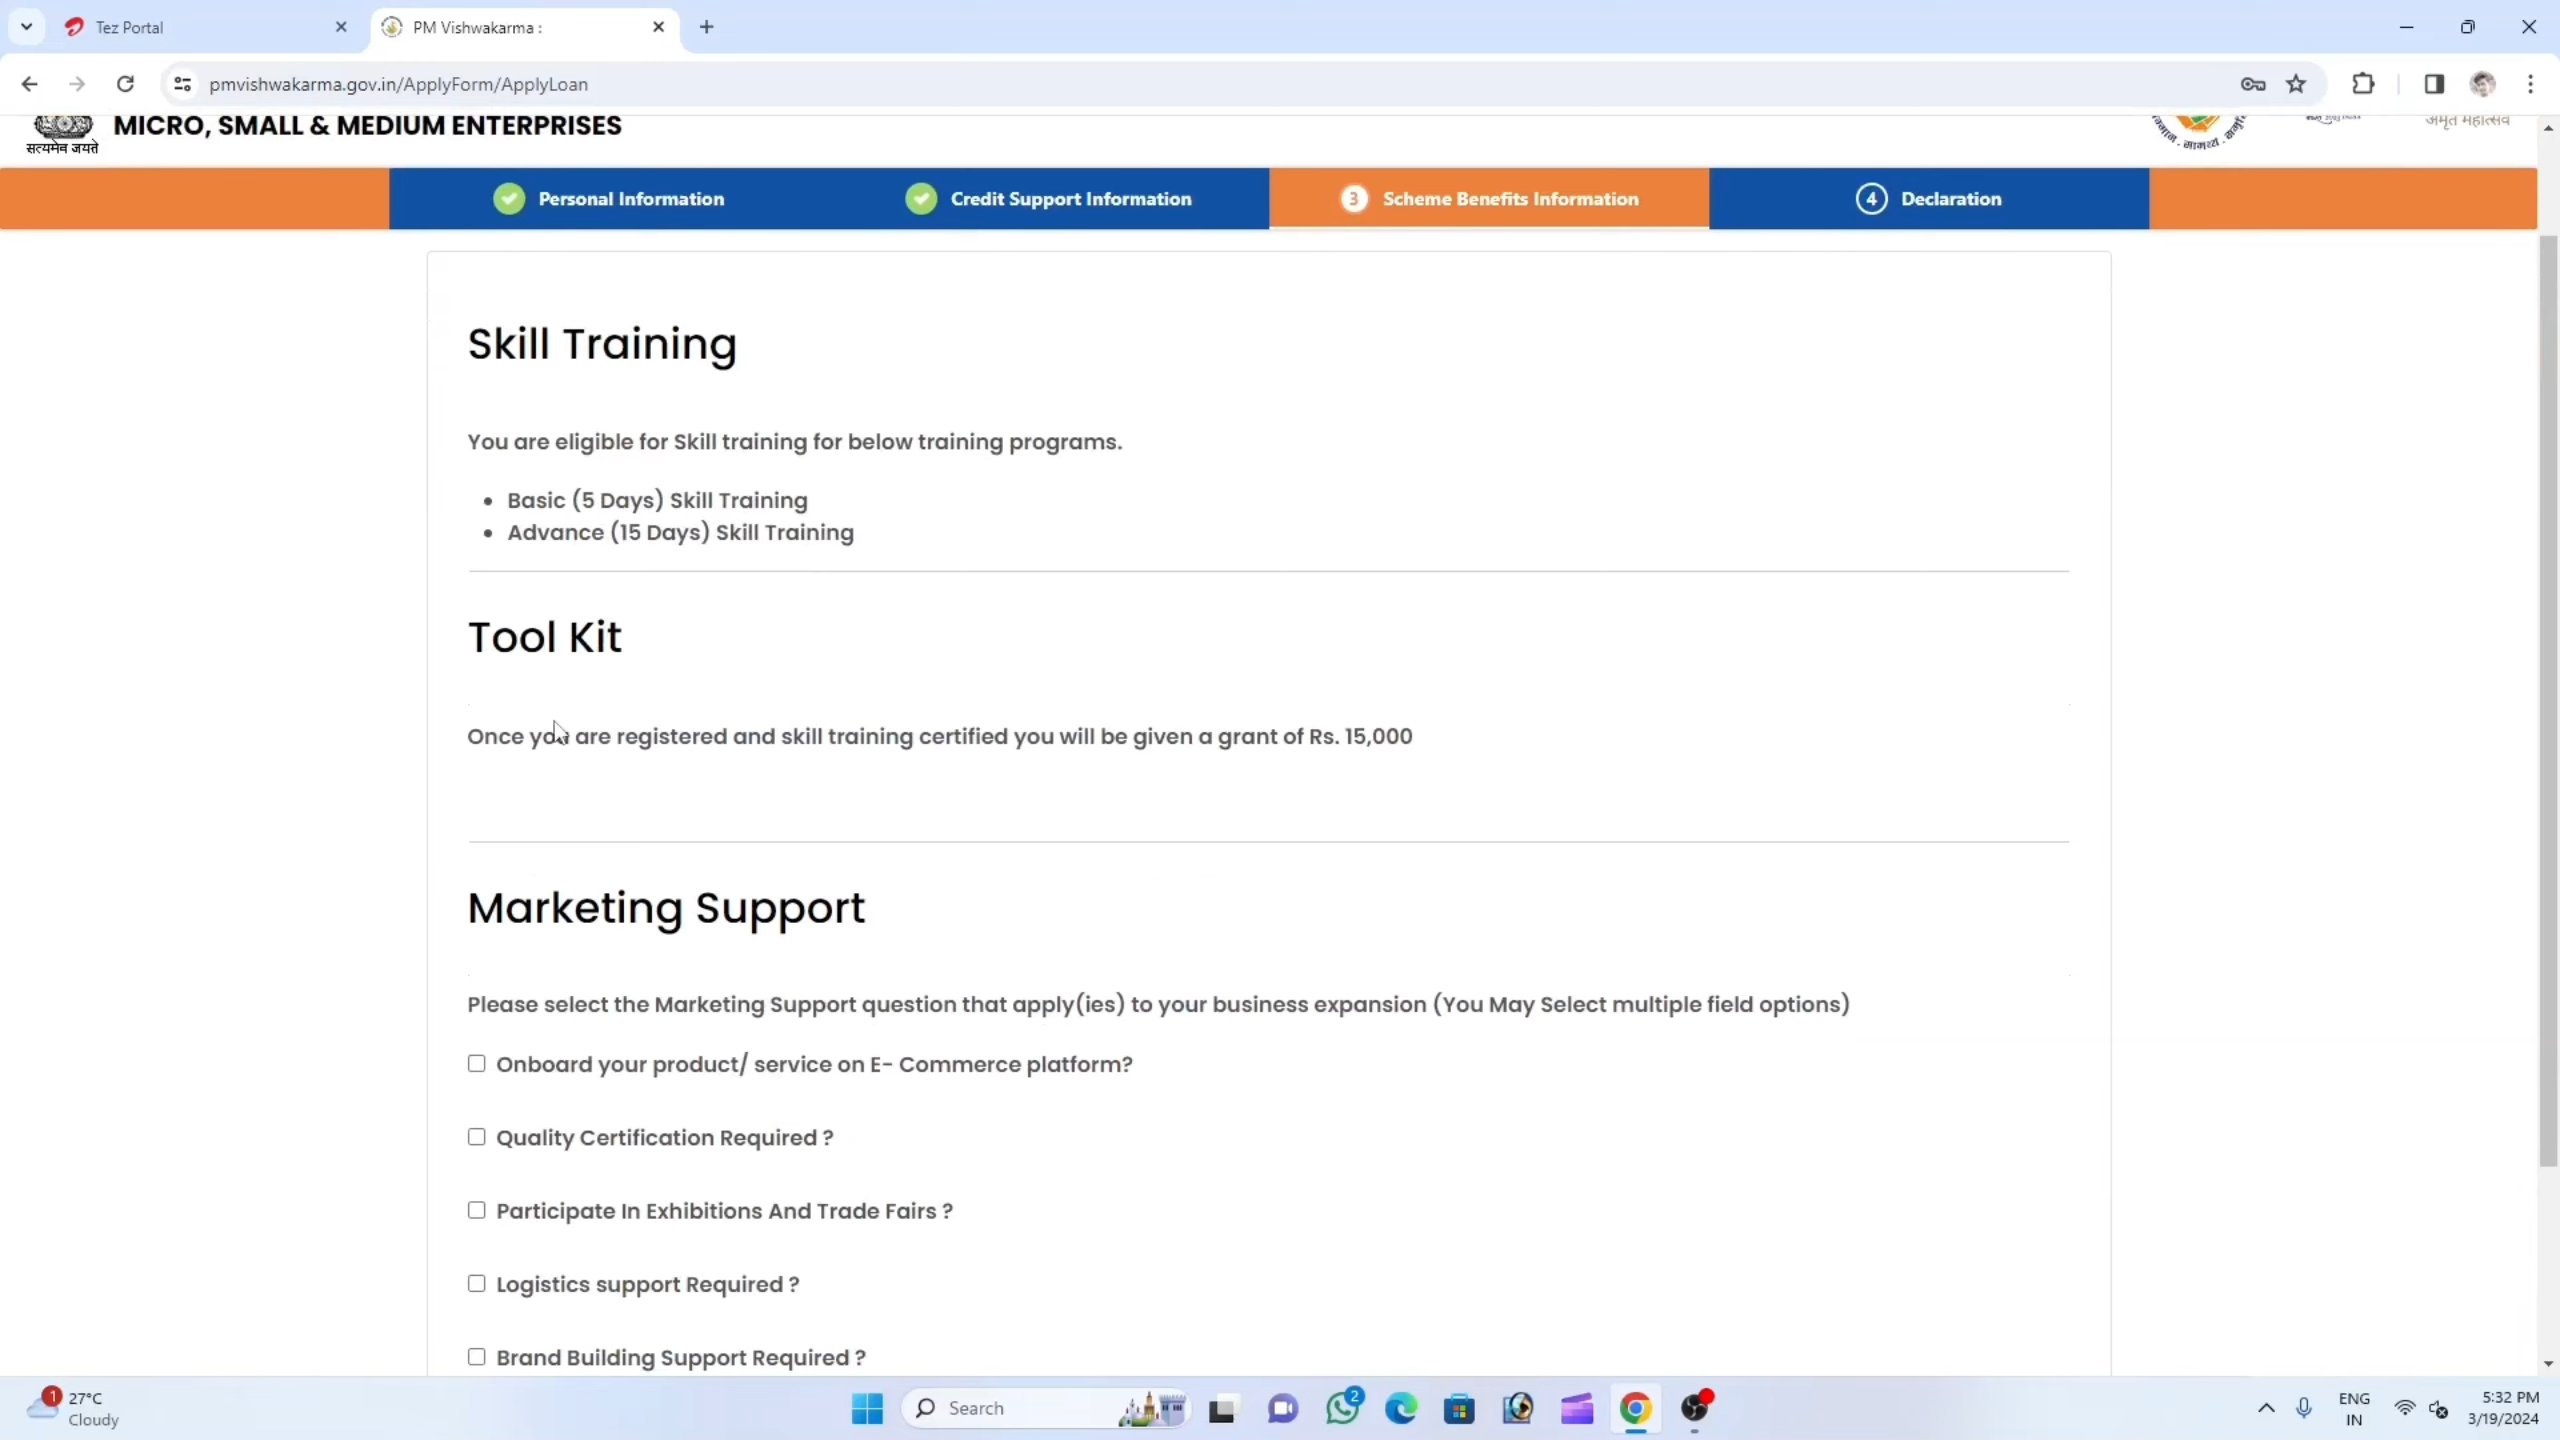 Tez Portal
PM Vishwakarma :
pmvishwakarma.gov.in/ApplyForm/ApplyLoan
MICRO, SMALL & MEDIUM ENTERPRISES
सत्यमेव जयते
अमृत महोत्सव
Personal Information
Credit Support Information
3 Scheme Benefits Information
4 Declaration
Skill Training
You are eligible for Skill training for below training programs.
• Basic (5 Days) Skill Training
• Advance (15 Days) Skill Training
Tool Kit
Once you are registered and skill training certified you will be given a grant of Rs. 15,000
Marketing Support
Please select the Marketing Support question that apply(ies) to your business expansion (You May Select multiple field options)
Onboard your product/ service on E- Commerce platform?
Quality Certification Required ?
Participate In Exhibitions And Trade Fairs ?
Logistics support Required ?
Brand Building Support Required ?
1
27°C
Cloudy
Search
2
ENG
IN
5:32 PM
3/19/2024